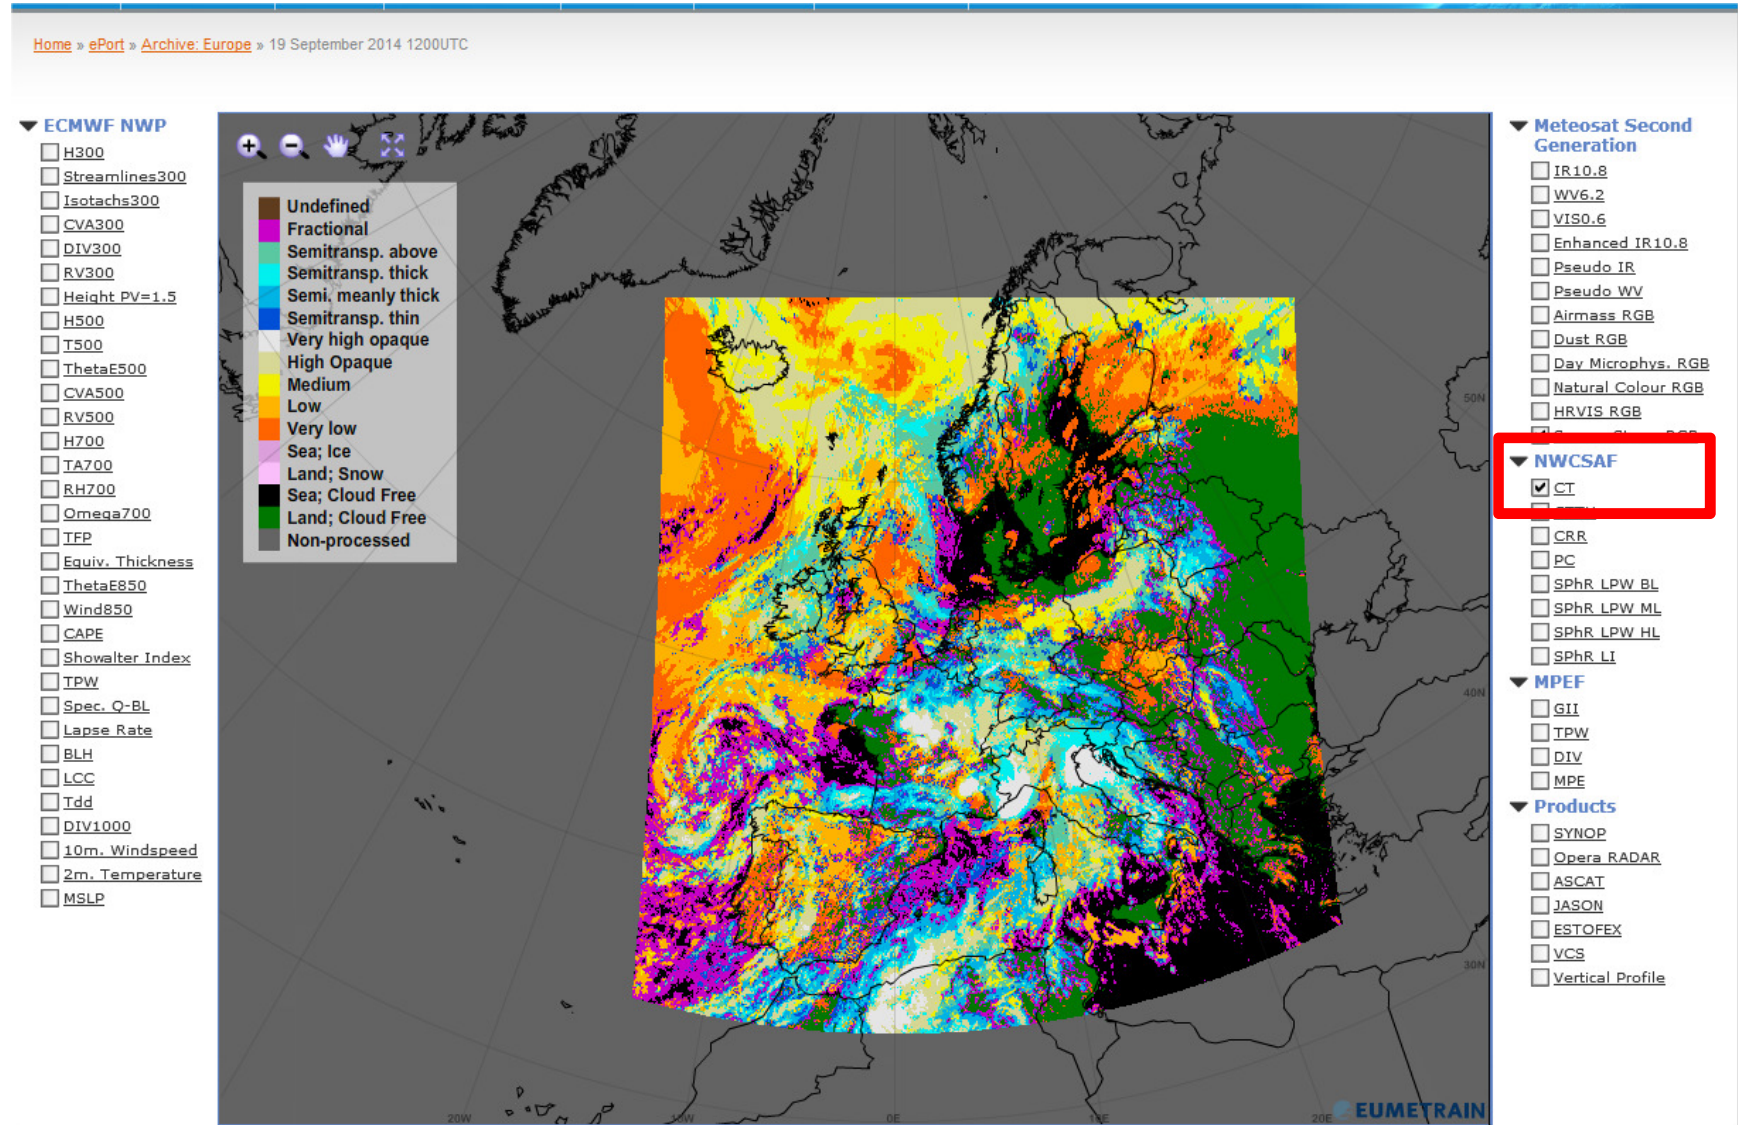 Home » ePort » Archive: Europe » 19 September 2014 1200UTC
ECMWF NWP
H300
Streamlines300
Isotachs300
CVA300
DIV300
RV300
Height PV=1.5
H500
T500
ThetaE500
CVA500
RV500
H700
TA700
RH700
Omega700
TFP
Equiv. Thickness
ThetaE850
Wind850
CAPE
Showalter Index
TPW
Spec. Q-BL
Lapse Rate
BLH
LCC
Tdd
DIV1000
10m. Windspeed
2m. Temperature
MSLP
Undefined
Fractional
Semitransp. above
Semitransp. thick
Semi. meanly thick
Semitransp. thin
Very high opaque
High Opaque
Medium
Low
Very low
Sea; Ice
Land; Snow
Sea; Cloud Free
Land; Cloud Free
Non-processed
50N
40N
30N
20W
10W
0E
10E
20E
EUMETRAIN
Meteosat Second
Generation
IR10.8
WV6.2
VIS0.6
Enhanced IR10.8
Pseudo IR
Pseudo WV
Airmass RGB
Dust RGB
Day Microphys. RGB
Natural Colour RGB
HRVIS RGB
NWCSAF
CT
CRR
PC
SPhR LPW BL
SPhR LPW ML
SPhR LPW HL
SPhR LI
MPEF
GII
TPW
DIV
MPE
Products
SYNOP
Opera RADAR
ASCAT
JASON
ESTOFEX
VCS
Vertical Profile